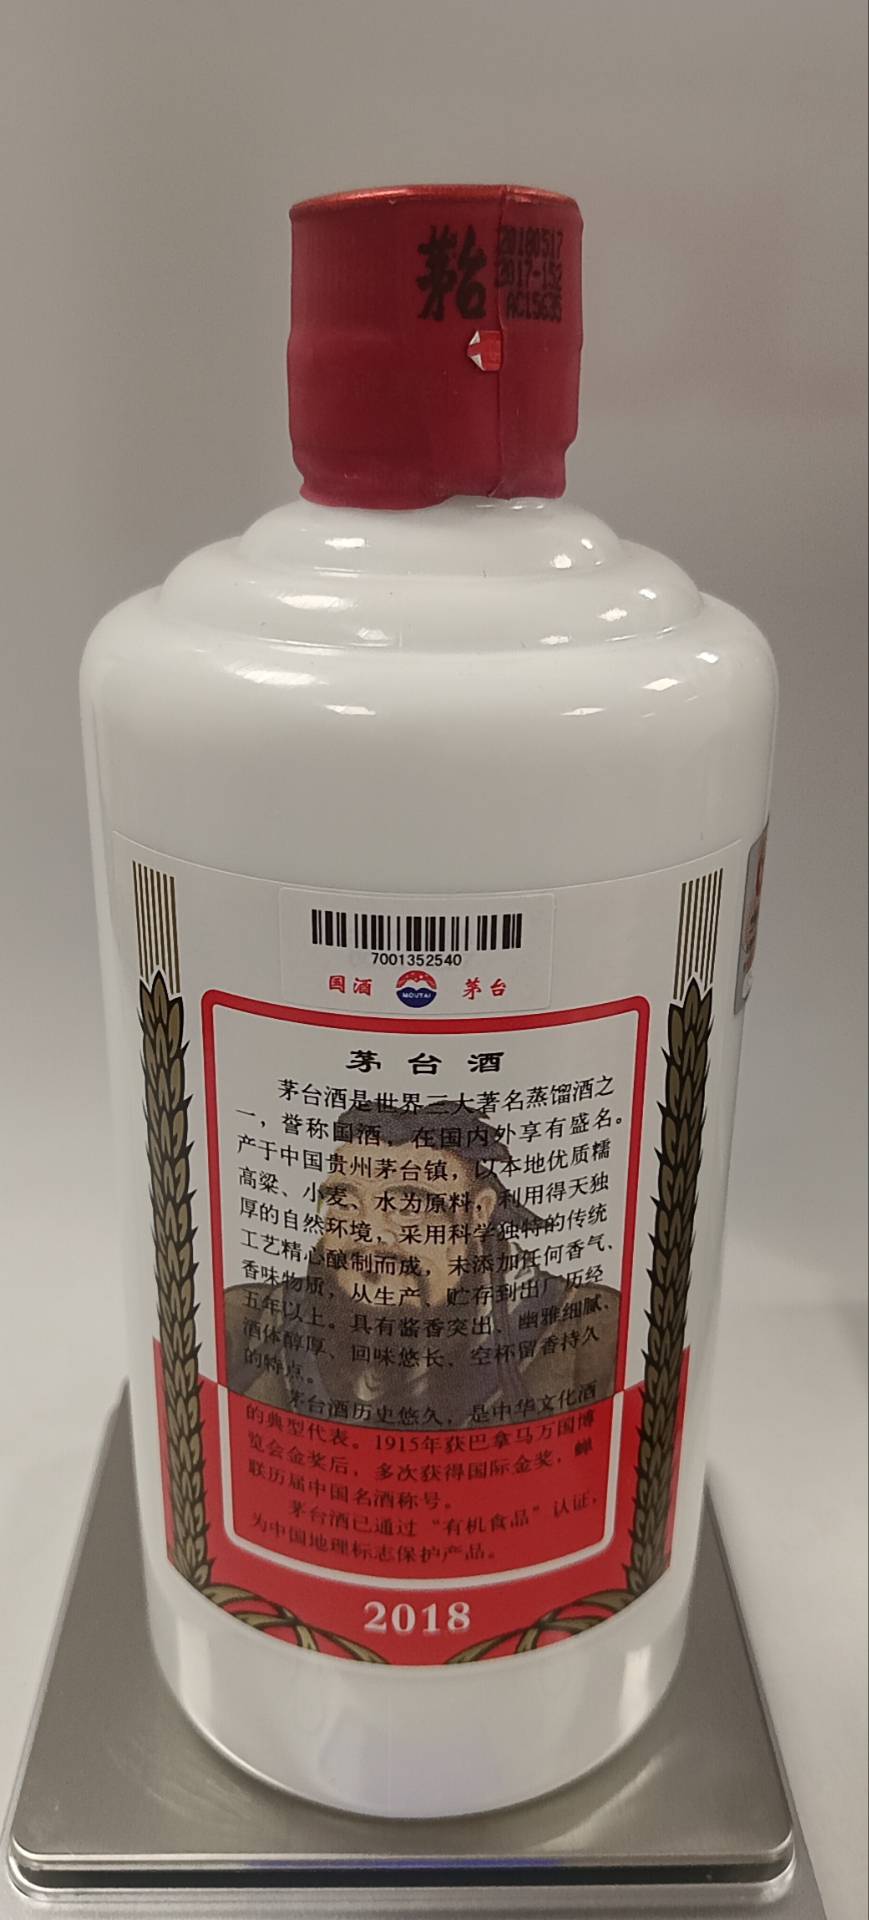 茅台
20180517
2017-152
AC15635
7001352540
国酒
MOUTAI
茅台
茅台酒
茅台酒是世界三大著名蒸馏酒之
一，誉称国酒，在国内外享有盛名。
产于中国贵州茅台镇，以本地优质糯
高粱、小麦、水为原料，利用得天独
厚的自然环境，采用科学独特的传统
工艺精心酿制而成，未添加任何香气、
香味物质，从生产、贮存到出厂历经
五年以上。具有酱香突出、幽雅细腻、
酒体醇厚、回味悠长、空杯留香持久
的特点。
茅台酒历史悠久，是中华文化酒
的典型代表。1915年获巴拿马万国博
览会金奖后，多次获得国际金奖，蝉
联历届中国名酒称号。
茅台酒已通过“有机食品”认证，
为中国地理标志保护产品。
2018